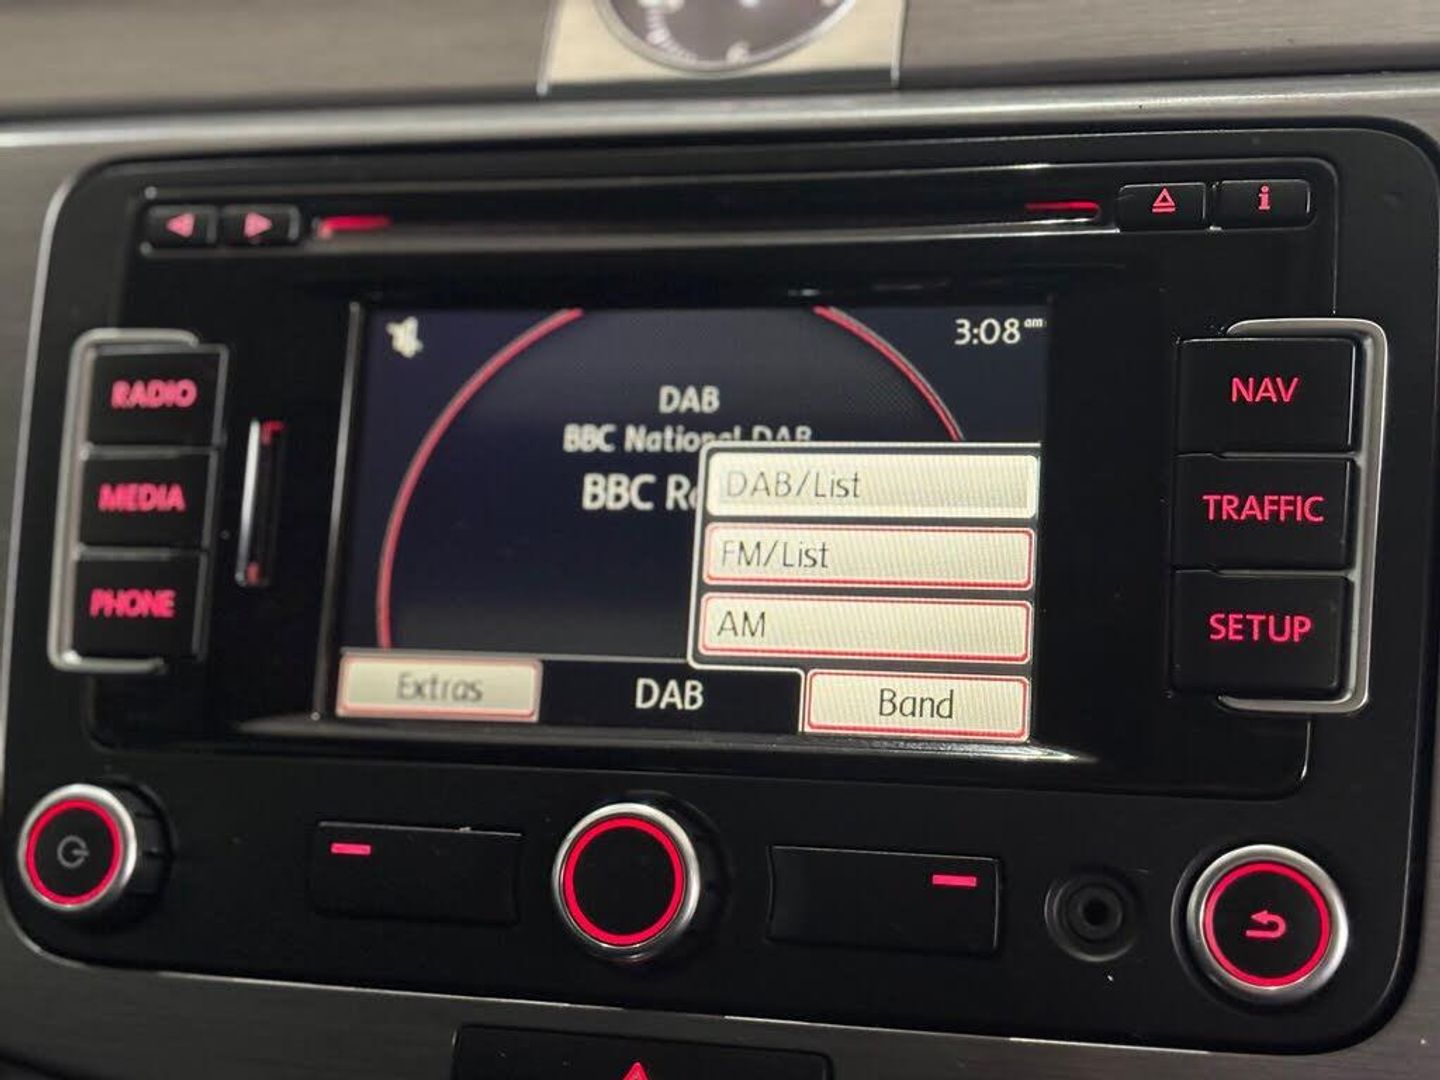 RADIO
MEDIA
PHONE
3:08 am
DAB
BBC National DAB
BBC
DAB/List
FM/List
AM
Extras
DAB
Band
i
NAV
TRAFFIC
SETUP